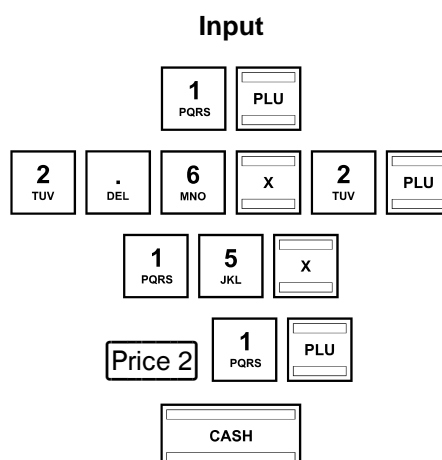 Input
1 PQRS PLU
2 TUV . DEL 6 MNO X 2 TUV PLU
1 PQRS 5 JKL X
Price 2 1 PQRS PLU
CASH